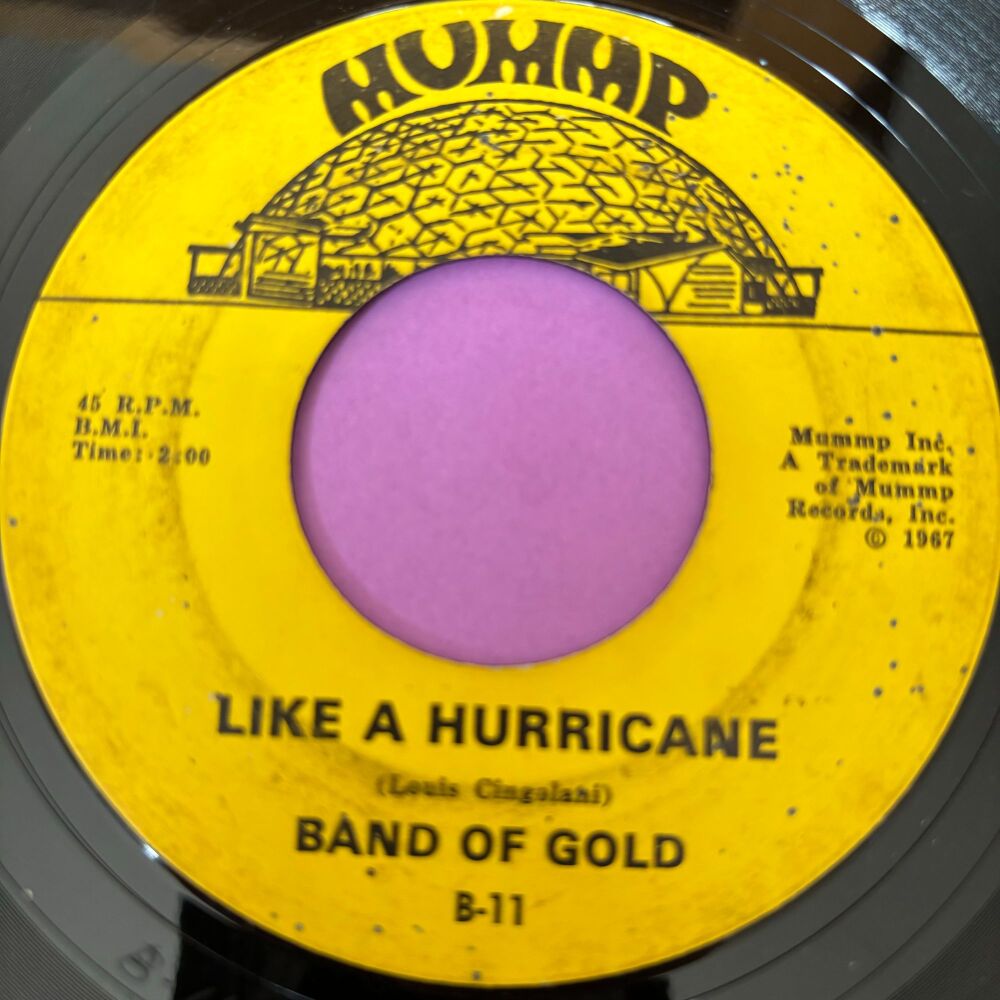 MUMMP
45 R.P.M.
B.M.I.
Time: 2:00
Mummp Inc.
A Trademark
of Mummp
Records, Inc.
© 1967
LIKE A HURRICANE
(Louis Cingolahi)
BAND OF GOLD
B-11